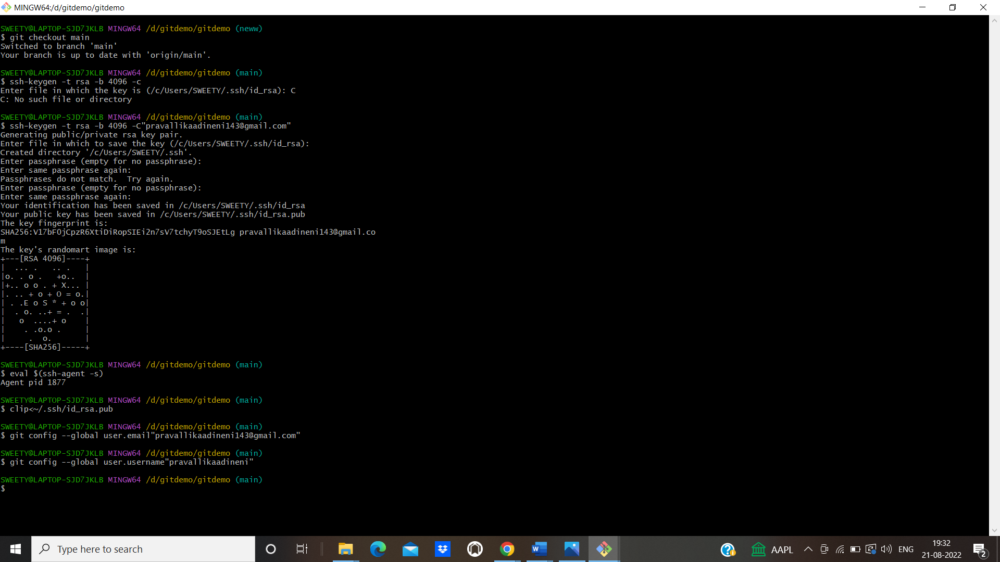 MINGW64:/d/gitdemo/gitdemo
SWEETY@LAPTOP-SJD7JKLB MINGW64 /d/gitdemo/gitdemo (neww)
$ git checkout main
Switched to branch 'main'
Your branch is up to date with 'origin/main'.
SWEETY@LAPTOP-SJD7JKLB MINGW64 /d/gitdemo/gitdemo (main)
$ ssh-keygen -t rsa -b 4096 -c
Enter file in which the key is (/c/Users/SWEETY/.ssh/id_rsa): C
C: No such file or directory
SWEETY@LAPTOP-SJD7JKLB MINGW64 /d/gitdemo/gitdemo (main)
$ ssh-keygen -t rsa -b 4096 -C"pravallikaadineni143@gmail.com"
Generating public/private rsa key pair.
Enter file in which to save the key (/c/Users/SWEETY/.ssh/id_rsa):
Created directory '/c/Users/SWEETY/.ssh'.
Enter passphrase (empty for no passphrase):
Enter same passphrase again:
Passphrases do not match.  Try again.
Enter passphrase (empty for no passphrase):
Enter same passphrase again:
Your identification has been saved in /c/Users/SWEETY/.ssh/id_rsa
Your public key has been saved in /c/Users/SWEETY/.ssh/id_rsa.pub
The key fingerprint is:
SHA256:V17bFOjCpzR6XtiDiRopSIEi2n7sV7tchyT9oSJEtLg pravallikaadineni143@gmail.co
m
The key's randomart image is:
+---[RSA 4096]----+
|  ... .   .. .   |
|o. . o .   +o..  |
|+.. o o . + X... |
|. .. + o + O = o.|
| . .E o S * + o o|
|  . o. ..+ = .  .|
|   o  ....+ o    |
|    . .o.o .     |
|     .  o.       |
+----[SHA256]-----+
SWEETY@LAPTOP-SJD7JKLB MINGW64 /d/gitdemo/gitdemo (main)
$ eval $(ssh-agent -s)
Agent pid 1877
SWEETY@LAPTOP-SJD7JKLB MINGW64 /d/gitdemo/gitdemo (main)
$ clip<~/.ssh/id_rsa.pub
SWEETY@LAPTOP-SJD7JKLB MINGW64 /d/gitdemo/gitdemo (main)
$ git config --global user.email"pravallikaadineni143@gmail.com"
SWEETY@LAPTOP-SJD7JKLB MINGW64 /d/gitdemo/gitdemo (main)
$ git config --global user.username"pravallikaadineni"
SWEETY@LAPTOP-SJD7JKLB MINGW64 /d/gitdemo/gitdemo (main)
$
Type here to search
W
AAPL
ENG
19:32
21-08-2022
2